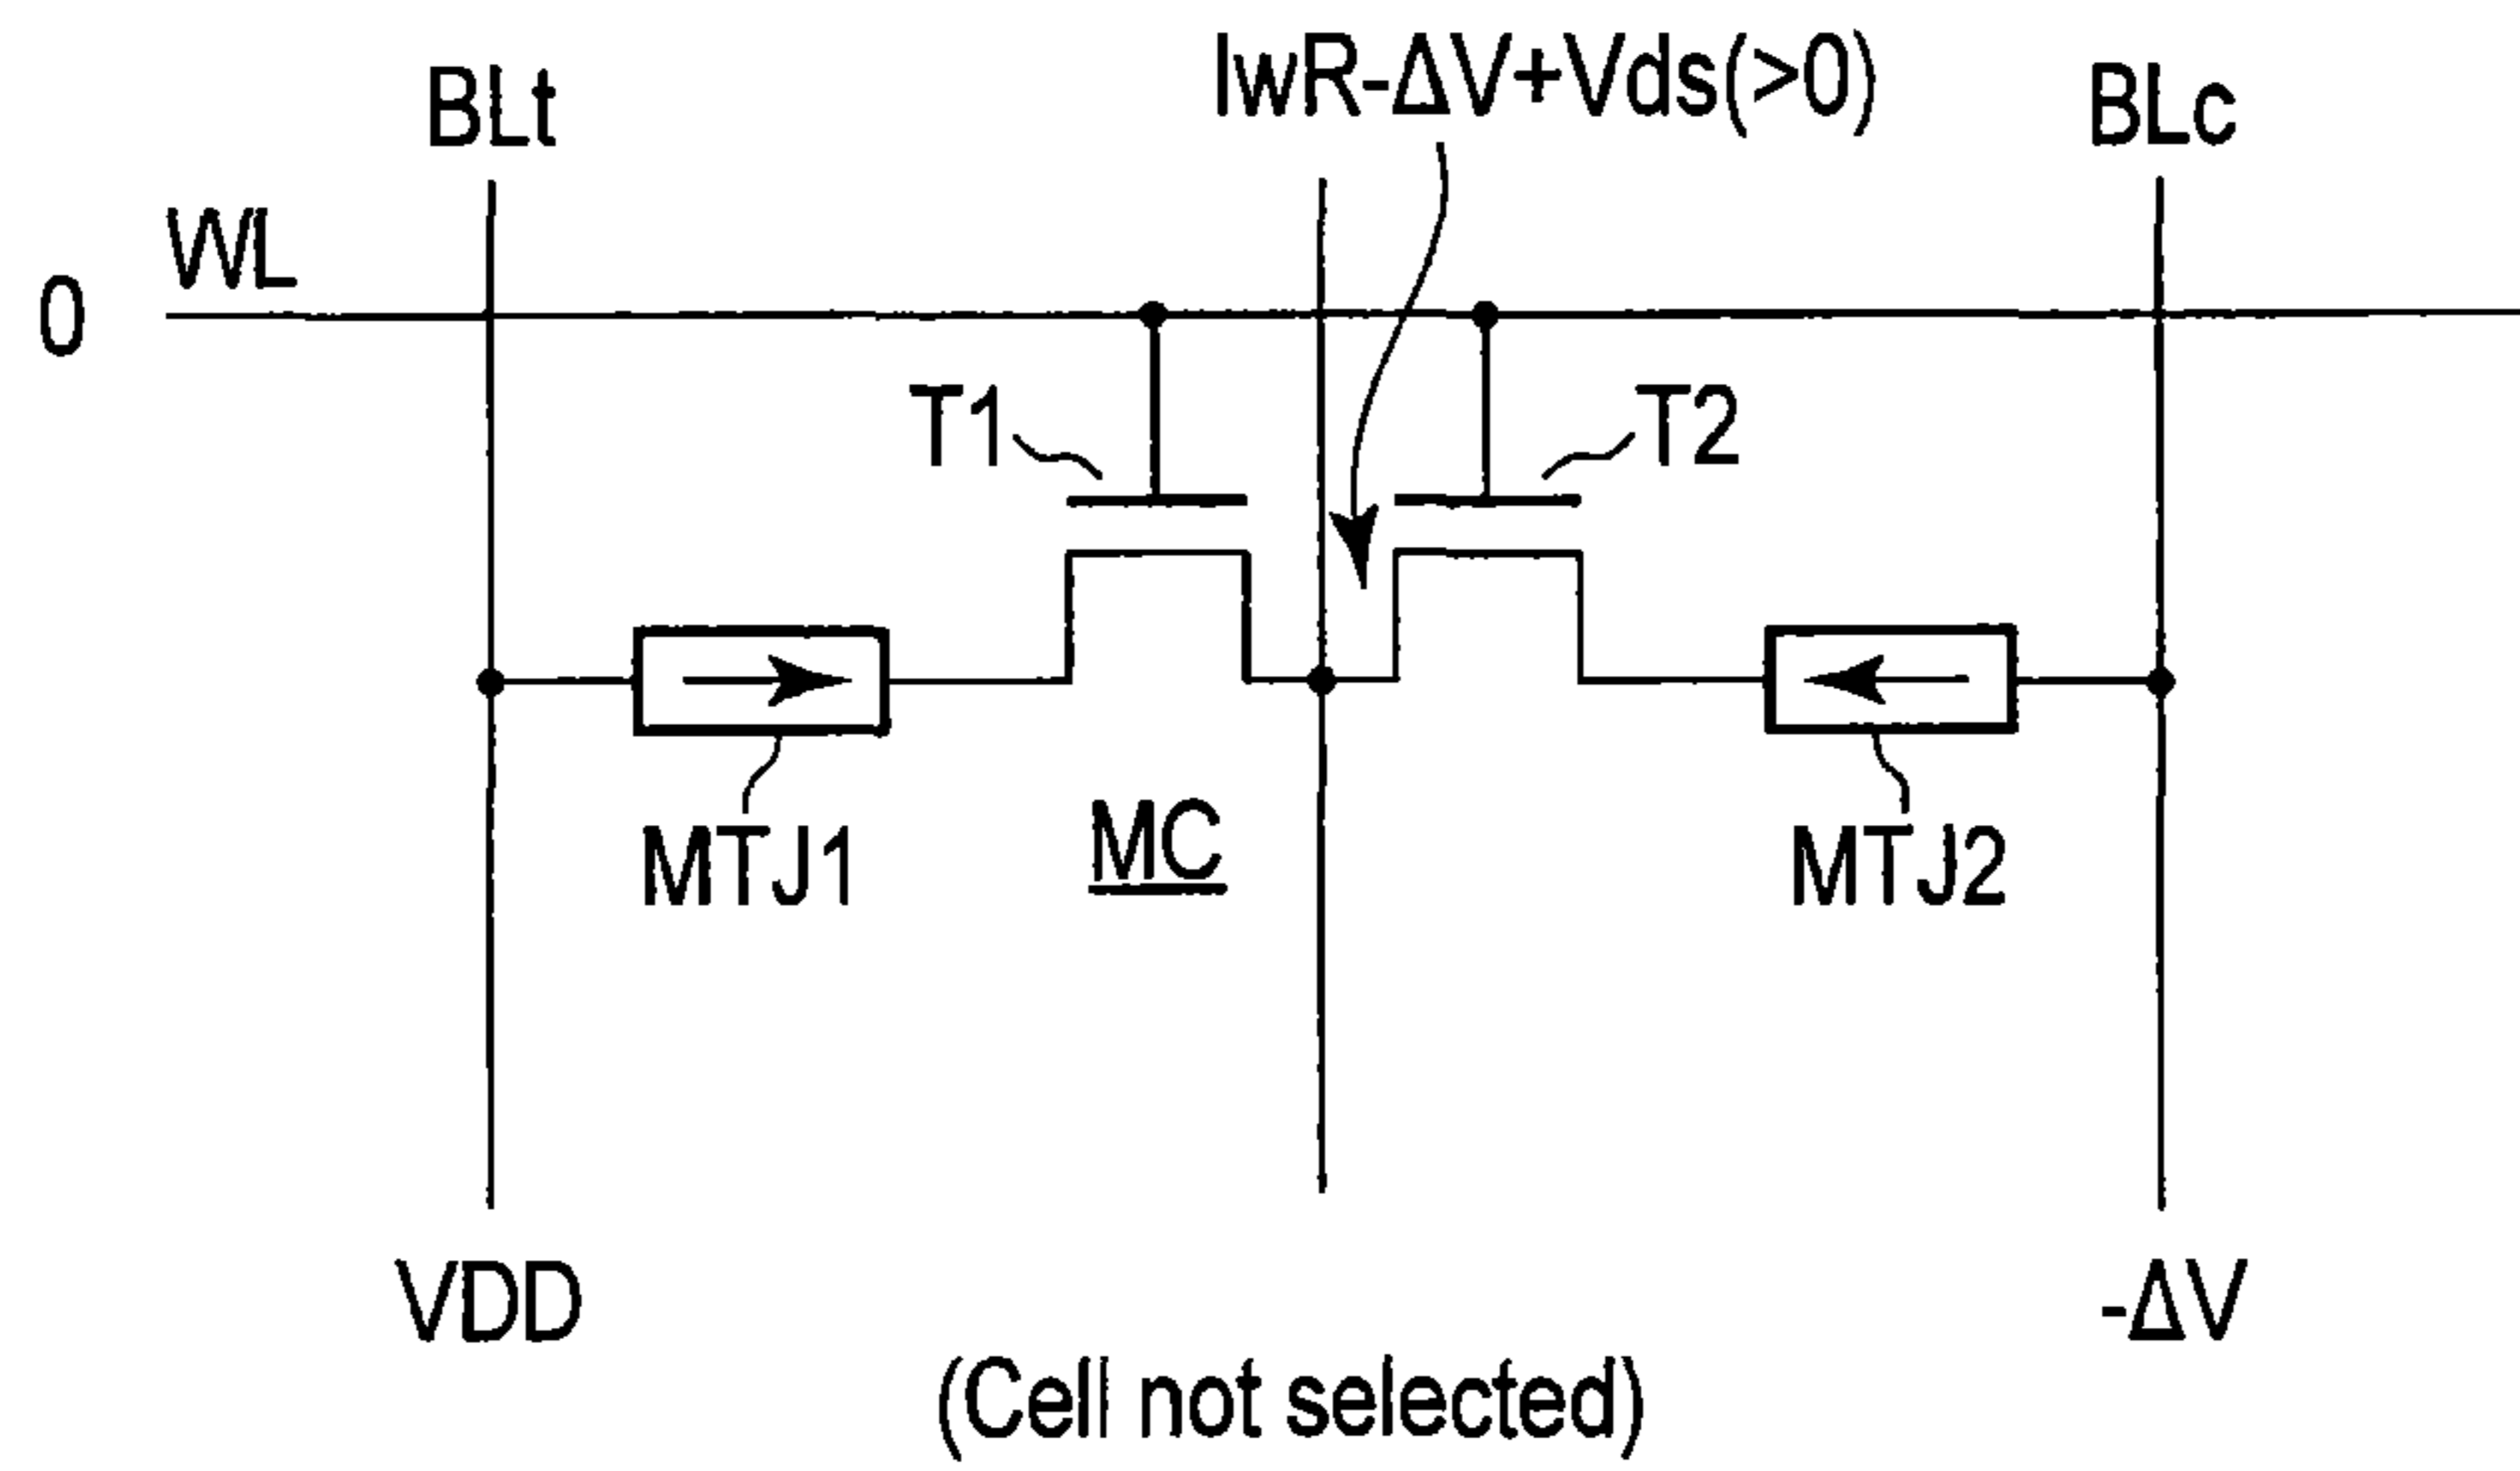 BLt
IwR-ΔV+Vds(>0)
BLc
WL
0
T1
T2
MTJ1
MC
MTJ2
VDD
-ΔV
(Cell not selected)